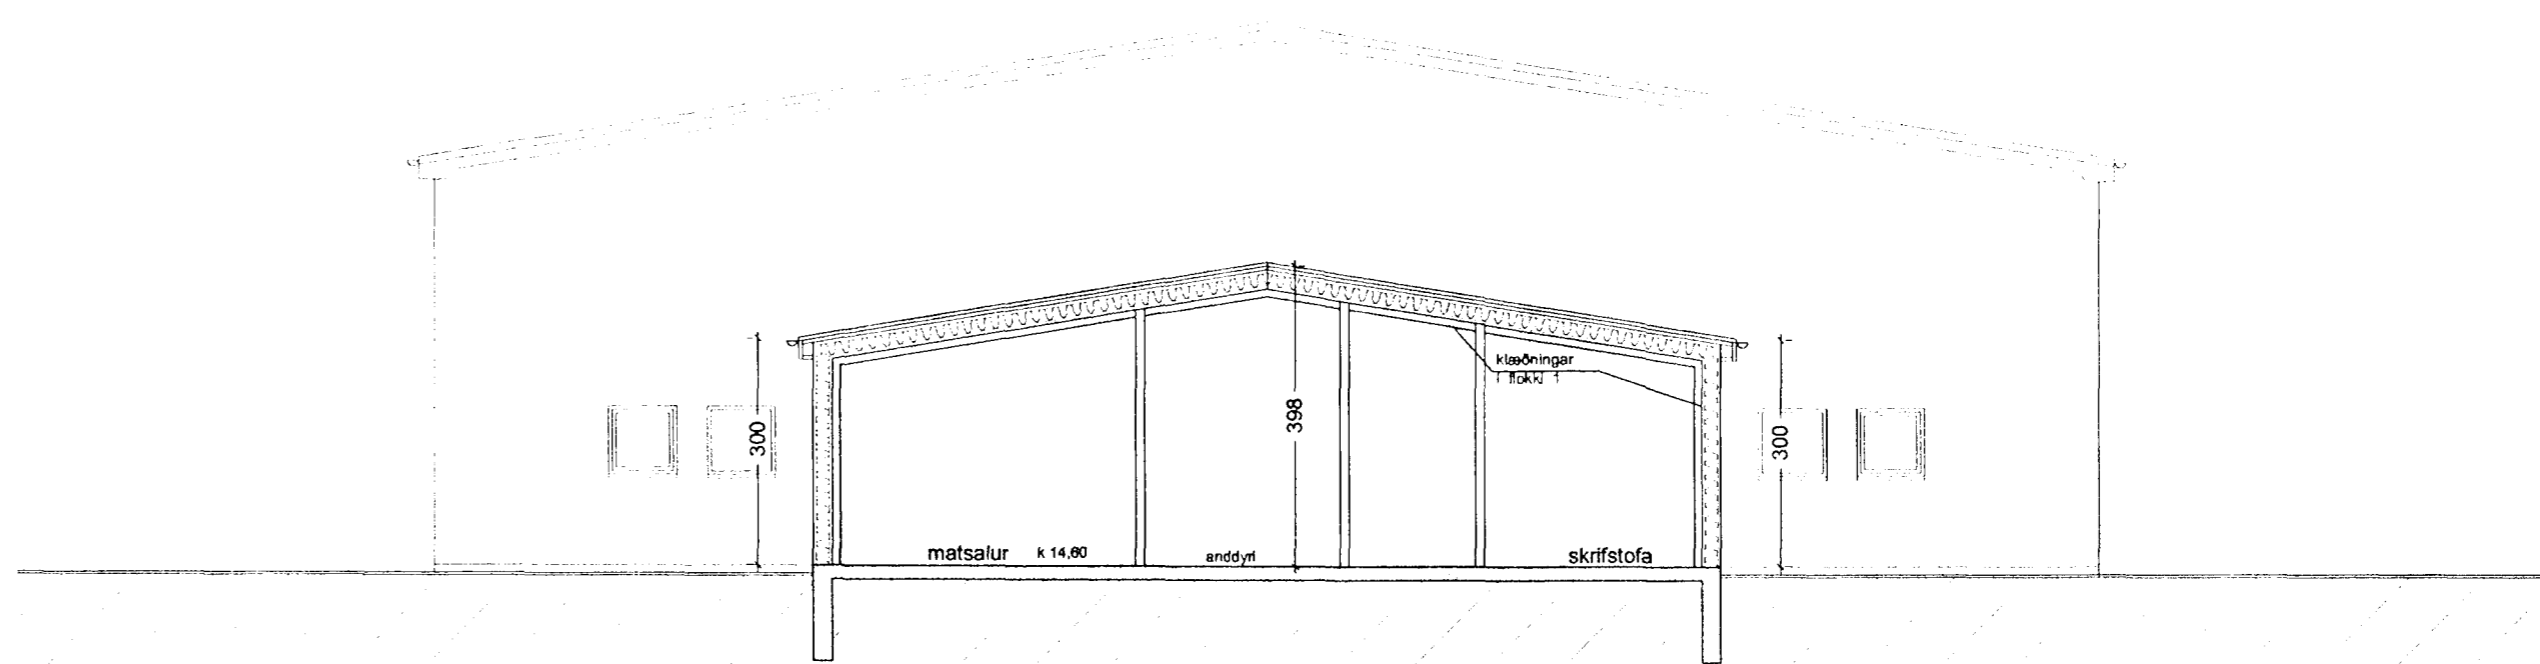 klæðningar
í flokki 1
398
300
300
matsalur k 14,60
anddyri
skrifstofa